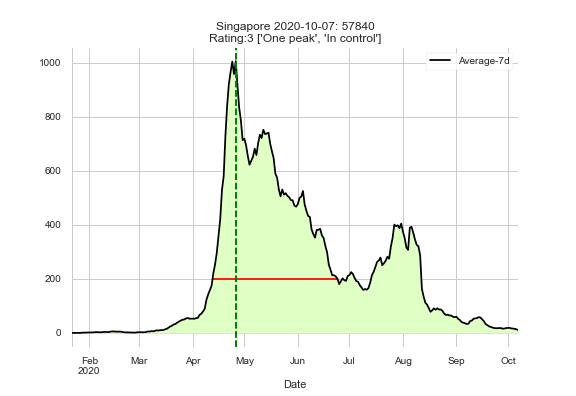 Singapore 2020-10-07: 57840
Rating:3 ['One peak', 'In control']
Average-7d
1000
800
600
400
200
0
Feb Mar Apr May Jun Jul Aug Sep Oct
2020
Date